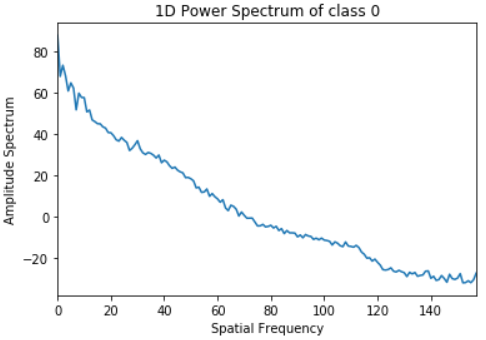 1D Power Spectrum of class 0
Amplitude Spectrum
80
60
40
20
0
−20
0 20 40 60 80 100 120 140
Spatial Frequency